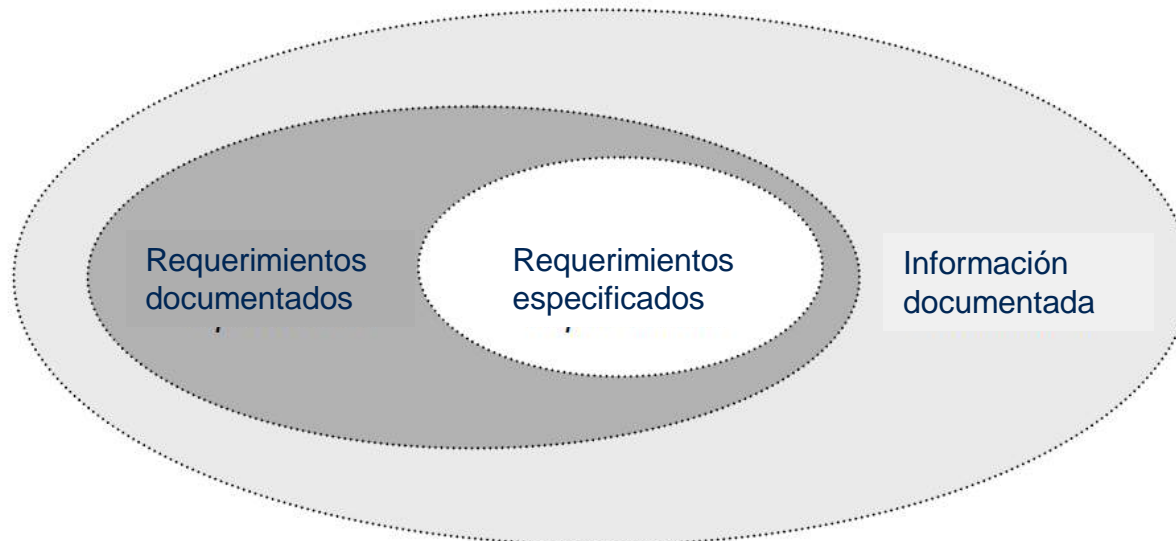 Requerimientos
documentados
Requerimientos
especificados
Información
documentada